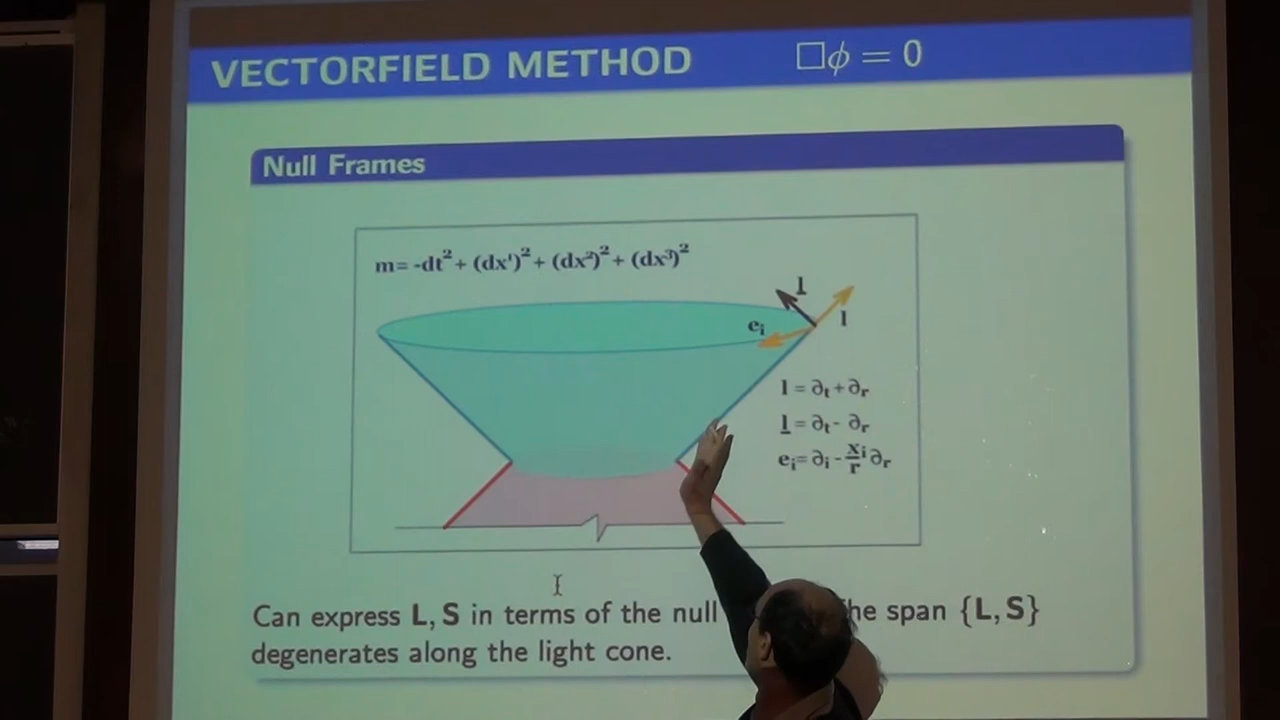 VECTORFIELD METHOD □ϕ = 0
Null Frames
m= -dt² + (dx¹)² + (dx²)² + (dx³)²
l̲
l
eᵢ
l = ∂ₜ + ∂ᵣ
l̲ = ∂ₜ - ∂ᵣ
eᵢ= ∂ᵢ - xᵢ/r ∂ᵣ
Can express L, S in terms of the null he span {L, S}
degenerates along the light cone.